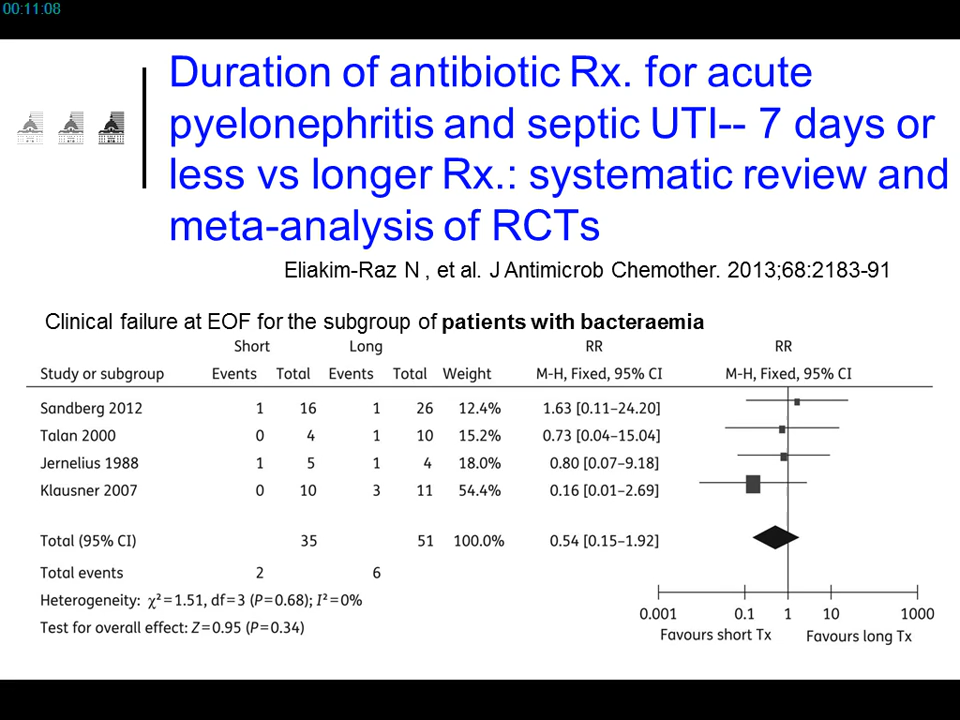 00:11:08
Duration of antibiotic Rx. for acute
pyelonephritis and septic UTI-- 7 days or
less vs longer Rx.: systematic review and
meta-analysis of RCTs
Eliakim-Raz N , et al. J Antimicrob Chemother. 2013;68:2183-91
Clinical failure at EOF for the subgroup of patients with bacteraemia
Short Long RR RR
Study or subgroup Events Total Events Total Weight M-H, Fixed, 95% CI M-H, Fixed, 95% CI
Sandberg 2012 1 16 1 26 12.4% 1.63 [0.11–24.20]
Talan 2000 0 4 1 10 15.2% 0.73 [0.04–15.04]
Jernelius 1988 1 5 1 4 18.0% 0.80 [0.07–9.18]
Klausner 2007 0 10 3 11 54.4% 0.16 [0.01–2.69]
Total (95% CI) 35 51 100.0% 0.54 [0.15–1.92]
Total events 2 6
Heterogeneity: χ²=1.51, df=3 (P=0.68); I²=0%
Test for overall effect: Z=0.95 (P=0.34)
0.001 0.1 1 10 1000
Favours short Tx Favours long Tx